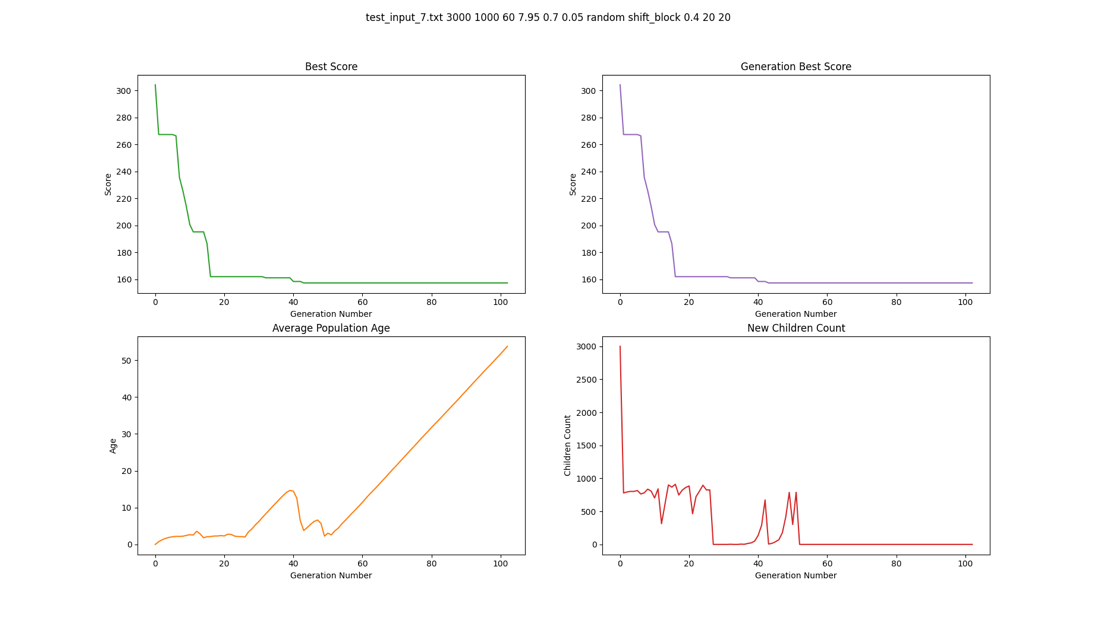 test_input_7.txt 3000 1000 60 7.95 0.7 0.05 random shift_block 0.4 20 20
Best Score
300
280
260
240
220
200
180
160
Score
0 20 40 60 80 100
Generation Number
Generation Best Score
300
280
260
240
220
200
180
160
Score
0 20 40 60 80 100
Generation Number
Average Population Age
50
40
30
20
10
0
Age
0 20 40 60 80 100
Generation Number
New Children Count
3000
2500
2000
1500
1000
500
0
Children Count
0 20 40 60 80 100
Generation Number